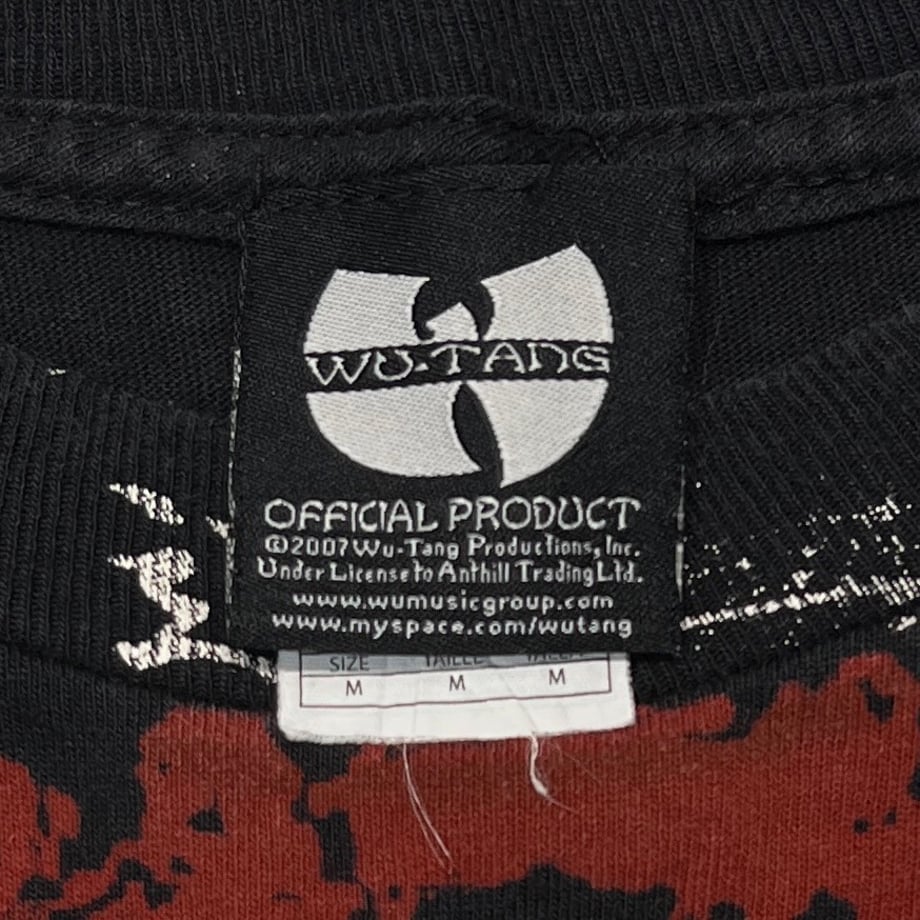 WU-TANG
OFFICIAL PRODUCT
©2007 Wu-Tang Productions, Inc.
Under License to Anthill Trading Ltd.
www.wumusicgroup.com
www.myspace.com/wutang
SIZE TAILLE
M M M